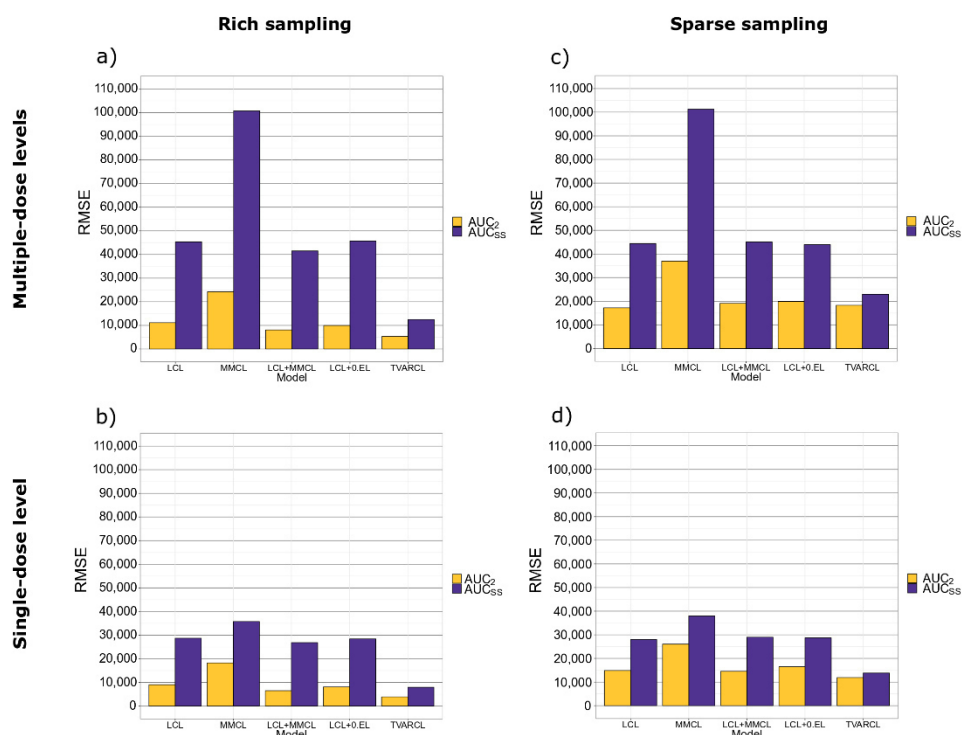 Rich sampling
Sparse sampling
Multiple-dose levels
Single-dose level
a)
110,000
100,000
90,000
80,000
70,000
60,000
50,000
40,000
30,000
20,000
10,000
0
RMSE
LCL MMCL LCL+MMCL LCL+0.EL TVARCL
Model
AUC2
AUCSS
c)
110,000
100,000
90,000
80,000
70,000
60,000
50,000
40,000
30,000
20,000
10,000
0
RMSE
LCL MMCL LCL+MMCL LCL+0.EL TVARCL
Model
AUC2
AUCSS
b)
110,000
100,000
90,000
80,000
70,000
60,000
50,000
40,000
30,000
20,000
10,000
0
RMSE
LCL MMCL LCL+MMCL LCL+0.EL TVARCL
Model
AUC2
AUCSS
d)
110,000
100,000
90,000
80,000
70,000
60,000
50,000
40,000
30,000
20,000
10,000
0
RMSE
LCL MMCL LCL+MMCL LCL+0.EL TVARCL
Model
AUC2
AUCSS